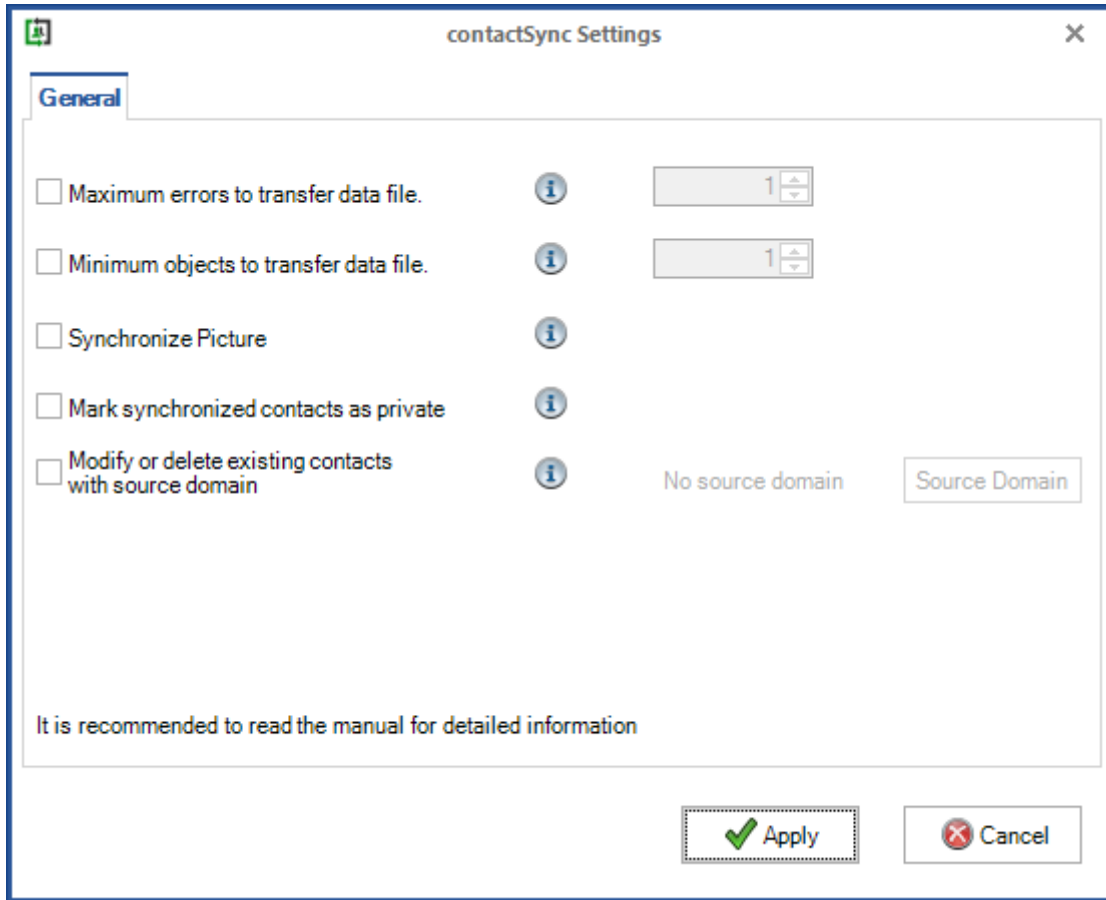 contactSync Settings
General
Maximum errors to transfer data file.
1
Minimum objects to transfer data file.
1
Synchronize Picture
Mark synchronized contacts as private
Modify or delete existing contacts
with source domain
No source domain
Source Domain
It is recommended to read the manual for detailed information
Apply
Cancel